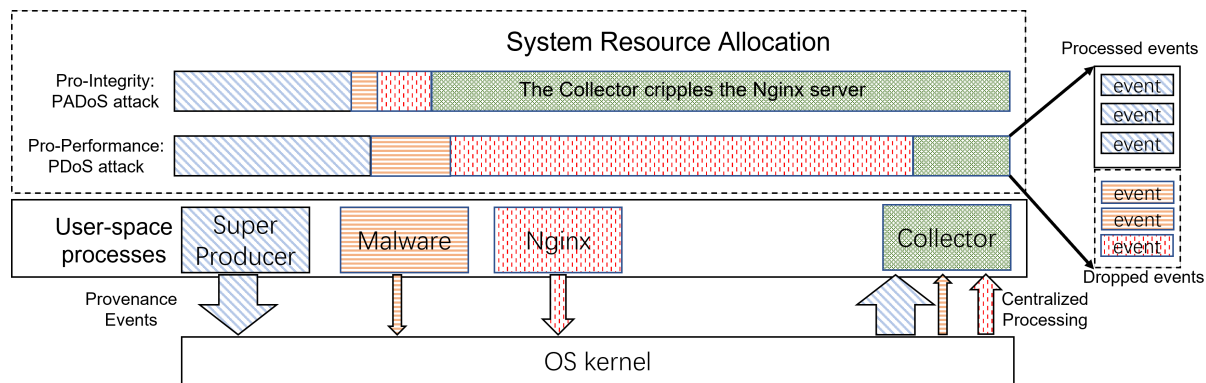 System Resource Allocation
Processed events
Pro-Integrity:
PADoS attack
The Collector cripples the Nginx server
event
event
event
Pro-Performance:
PDoS attack
event
event
event
Dropped events
User-space
processes
Super
Producer
Malware
Nginx
Collector
Provenance
Events
Centralized
Processing
OS kernel